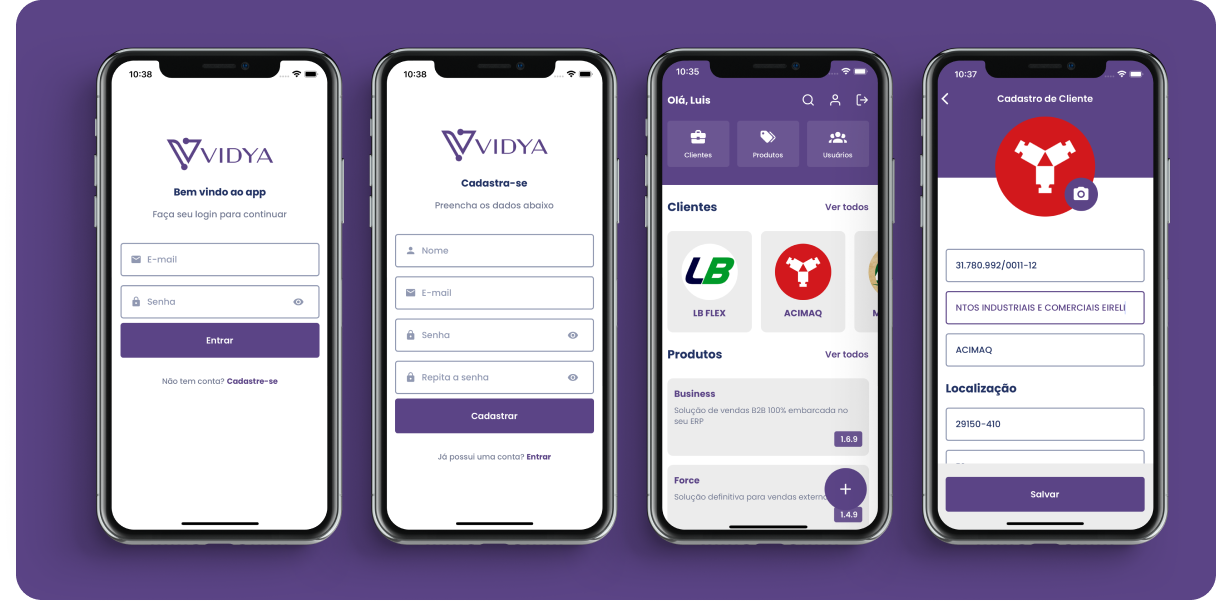 10:38
VIDYA
Bem vindo ao app
Faça seu login para continuar
E-mail
Senha
Entrar
Não tem conta? Cadastre-se
10:38
VIDYA
Cadastra-se
Preencha os dados abaixo
Nome
E-mail
Senha
Repita a senha
Cadastrar
Já possui uma conta? Entrar
10:35
Olá, Luis
Clientes Produtos Usuários
Clientes Ver todos
LB
LB FLEX ACIMAQ M
Produtos Ver todos
Business
Solução de vendas B2B 100% embarcada no
seu ERP
1.6.9
Force
Solução definitiva para vendas extern
1.4.9
10:37
Cadastro de Cliente
31.780.992/0011-12
NTOS INDUSTRIAIS E COMERCIAIS EIRELI
ACIMAQ
Localização
29150-410
Salvar